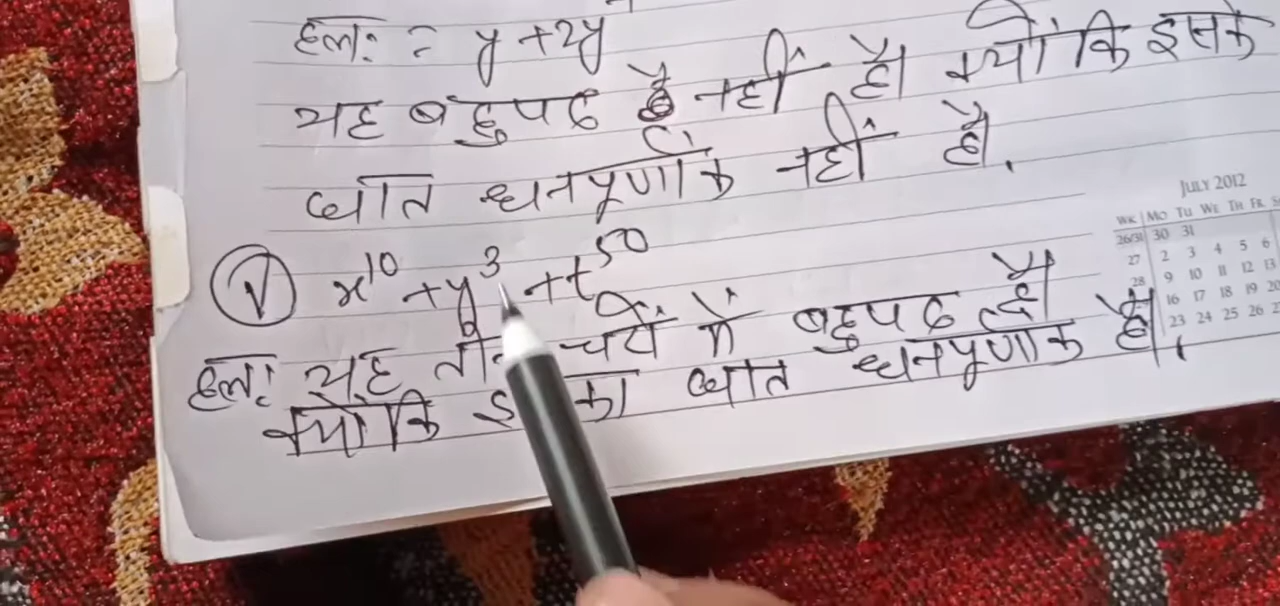 हलः = y + 2y
यह बहुपद है नहीं है। क्योंकि इसके
घात धनपूर्णांक नहीं है.
Ⓥ x¹⁰ + y³ + t⁵⁰
हलः यह तीन चरों में बहुपद है
क्योंकि का घात धनपूर्णांक है।
JULY 2012
WK MO TU WE TH FR
26/31 30 31
27 2 3 4 5 6
28 9 10 11 12 13
16 17 18 19 20
23 24 25 26